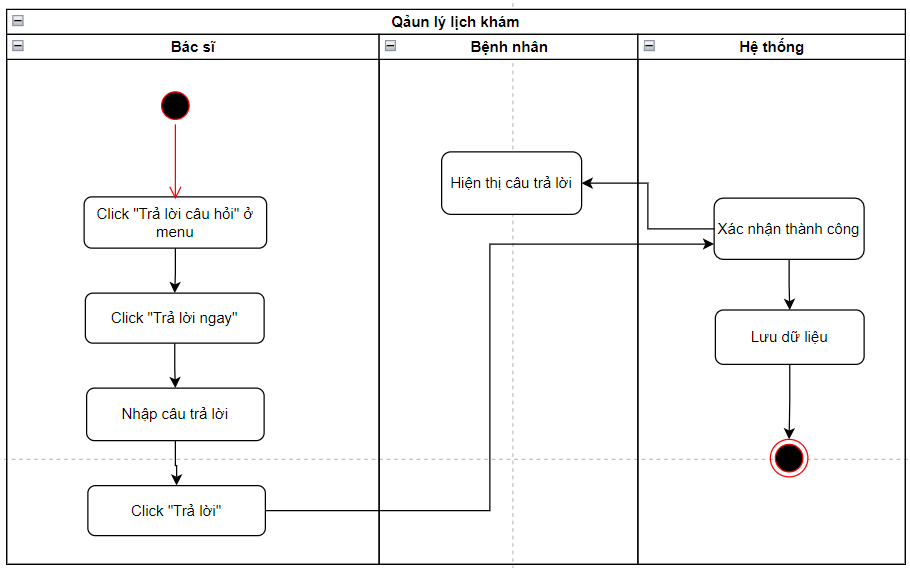 Qảun lý lịch khám
Bác sĩ
Bệnh nhân
Hệ thống
Click "Trả lời câu hỏi" ở
menu
Click "Trả lời ngay"
Nhập câu trả lời
Click "Trả lời"
Hiện thị câu trả lời
Xác nhận thành công
Lưu dữ liệu